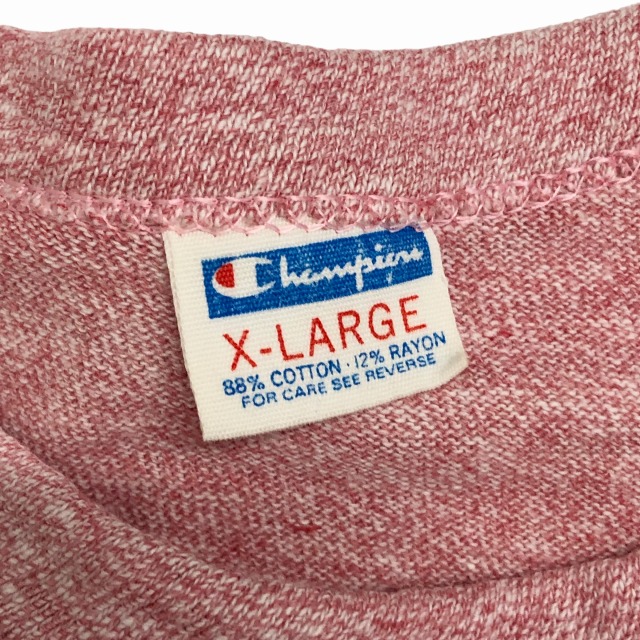 Champion
X-LARGE
88% COTTON · 12% RAYON
FOR CARE SEE REVERSE